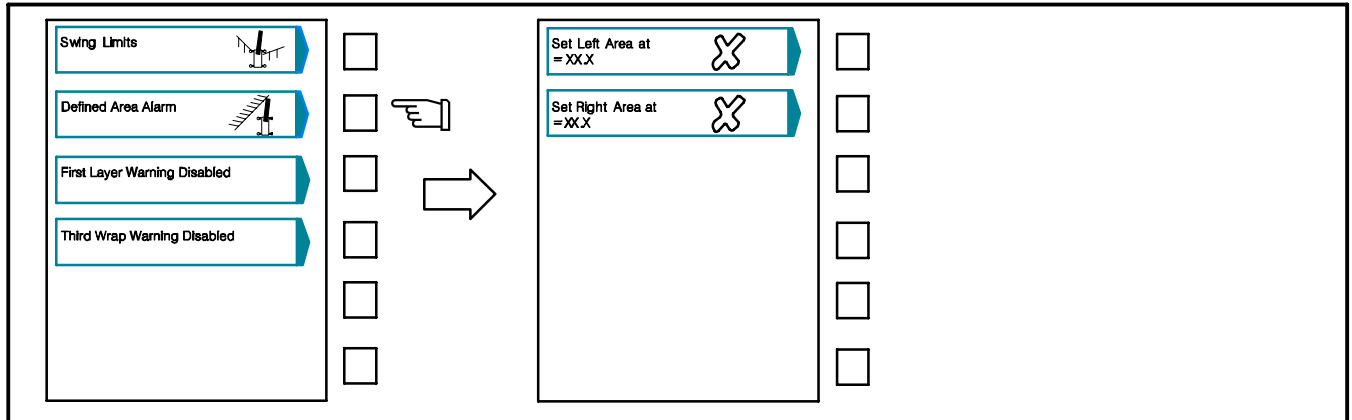 Swing Limits
Defined Area Alarm
First Layer Warning Disabled
Third Wrap Warning Disabled
Set Left Area at
= XX.X
Set Right Area at
= XX.X